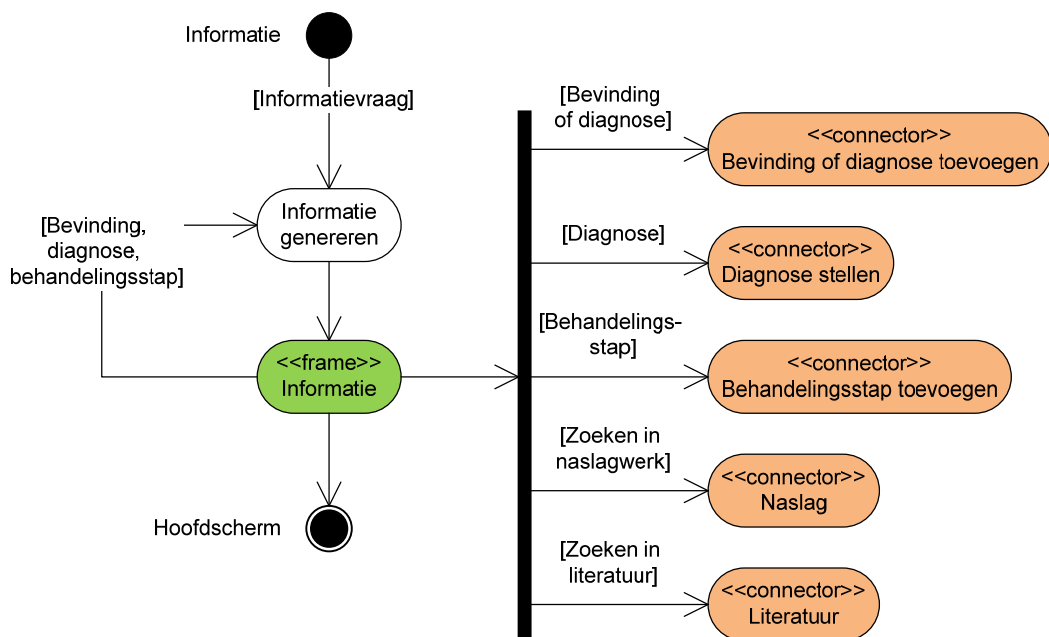 Informatie
[Informatievraag]
Informatie
genereren
[Bevinding,
diagnose,
behandelingsstap]
<<frame>>
Informatie
Hoofdscherm
[Bevinding
of diagnose]
<<connector>>
Bevinding of diagnose toevoegen
[Diagnose]
<<connector>>
Diagnose stellen
[Behandelings-
stap]
<<connector>>
Behandelingsstap toevoegen
[Zoeken in
naslagwerk]
<<connector>>
Naslag
[Zoeken in
literatuur]
<<connector>>
Literatuur